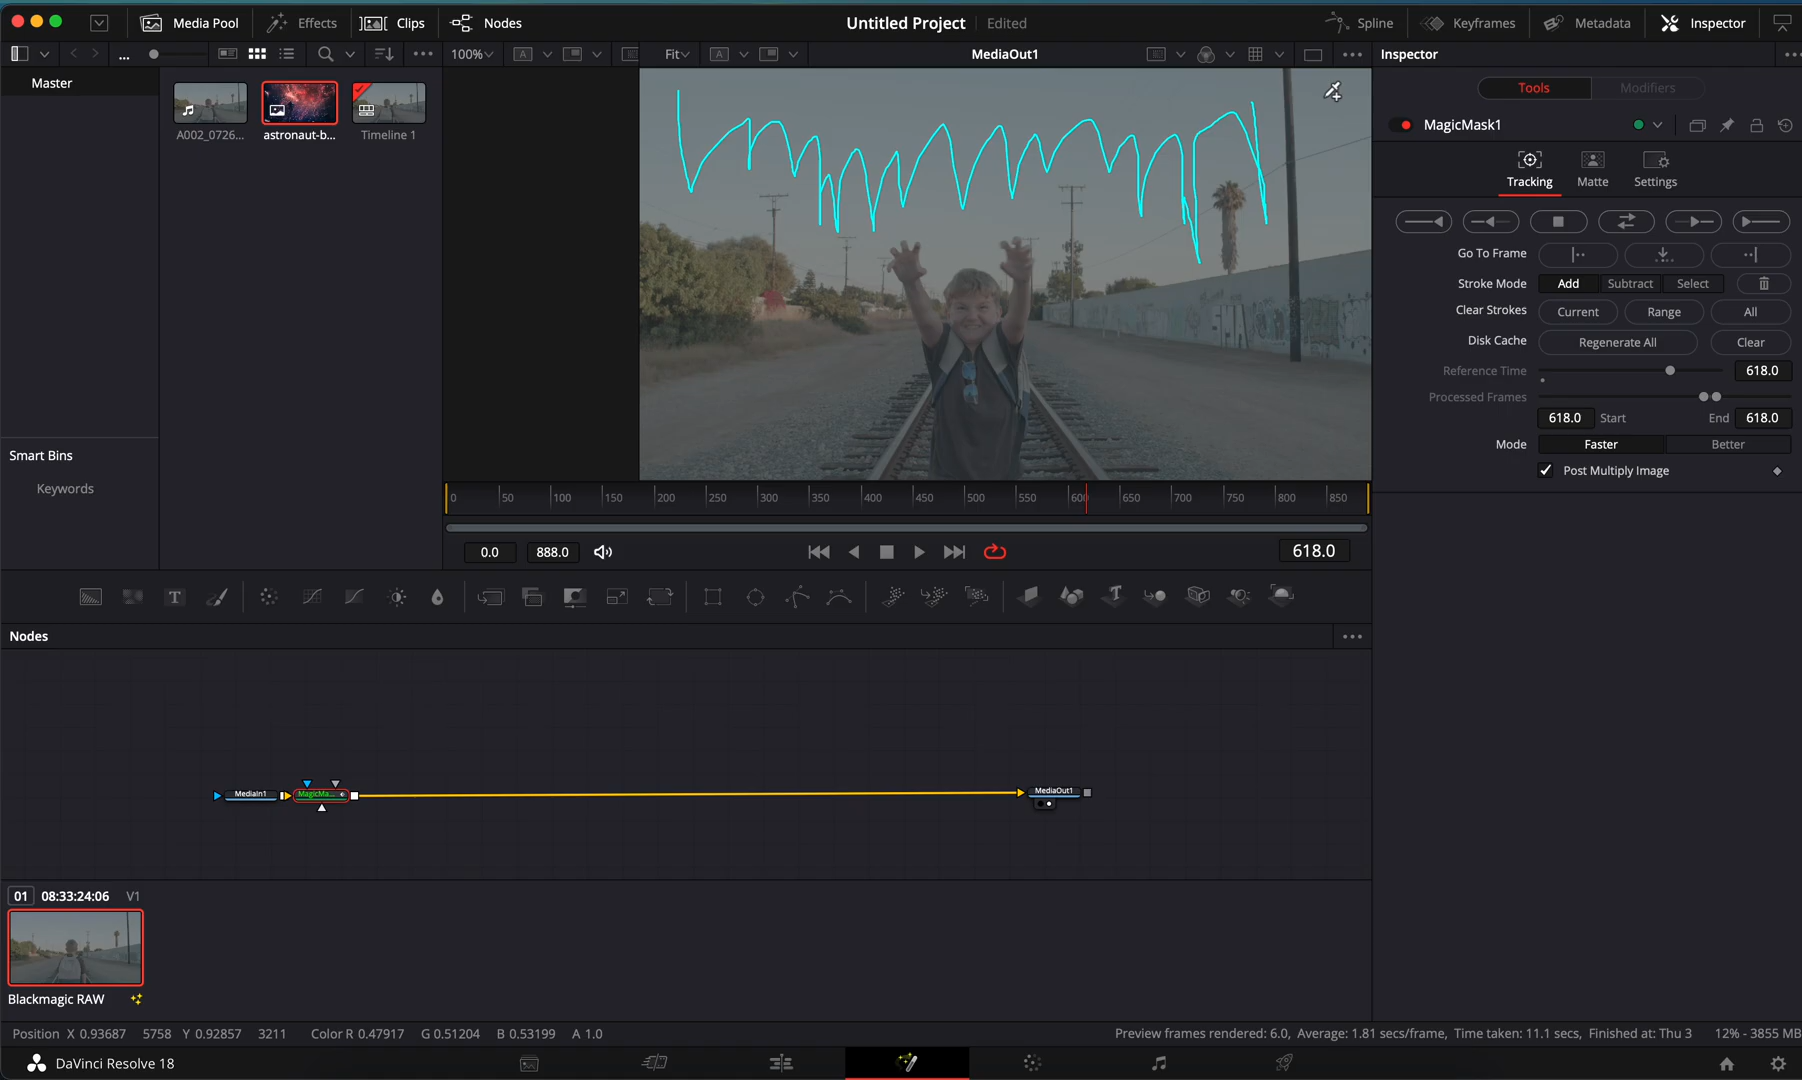 Media Pool Effects Clips Nodes Untitled Project Edited Spline Keyframes Metadata Inspector
... 100% A Fit A MediaOut1 Inspector
Master
A002_0726... astronaut-b... Timeline 1
Tools Modifiers
MagicMask1
Tracking Matte Settings
Go To Frame
Stroke Mode Add Subtract Select
Clear Strokes Current Range All
Disk Cache Regenerate All Clear
Reference Time 618.0
Processed Frames
618.0 Start End 618.0
Mode Faster Better
Post Multiply Image
Smart Bins
Keywords
0 50 100 150 200 250 300 350 400 450 500 550 600 650 700 750 800 850
0.0 888.0 618.0
T T
Nodes
MediaIn1 MagicMa... MediaOut1
01 08:33:24:06 V1
Blackmagic RAW
Position X 0.93687 5758 Y 0.92857 3211 Color R 0.47917 G 0.51204 B 0.53199 A 1.0 Preview frames rendered: 6.0, Average: 1.81 secs/frame, Time taken: 11.1 secs, Finished at: Thu 3 12% - 3855 MB
DaVinci Resolve 18